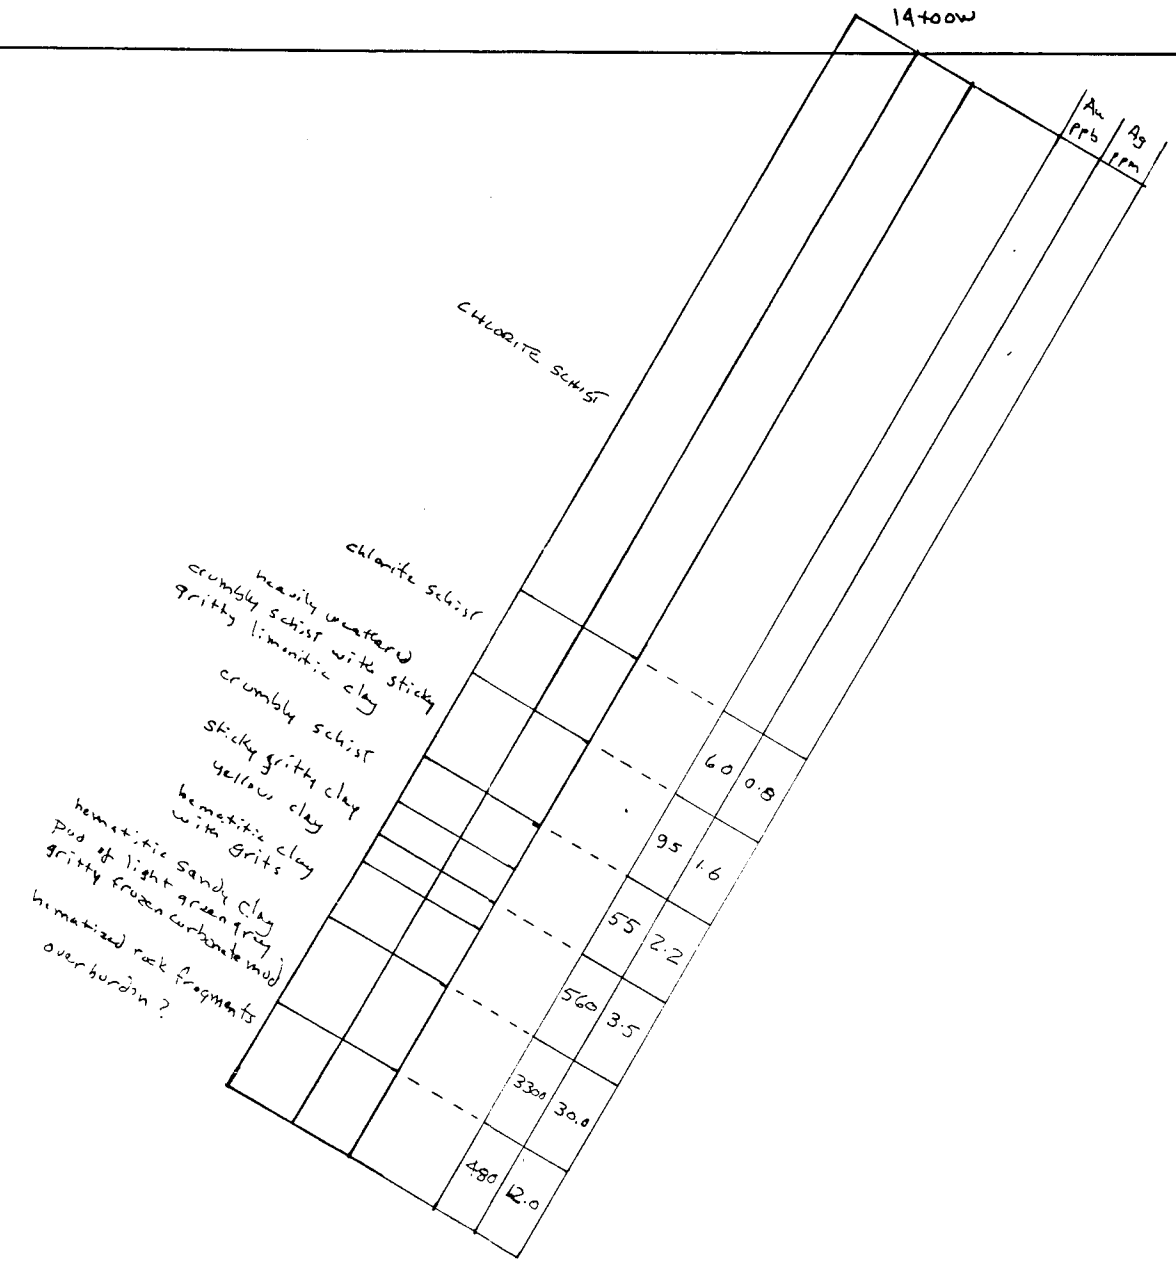 14+00W
Au
ppb
Ag
ppm
CHLORITE SCHIST
chlorite schist
heavily weathered
crumbly schist with sticky
gritty limonitic clay
crumbly schist
sticky gritty clay
yellow clay
hematitic clay
with grits
hematitic sandy clay
pod of light green grey
gritty frozen carbonate mud
hematized rock fragments
overburdin ?
60 0.8
95 1.6
55 2.2
560 3.5
3300 30.0
480 12.0